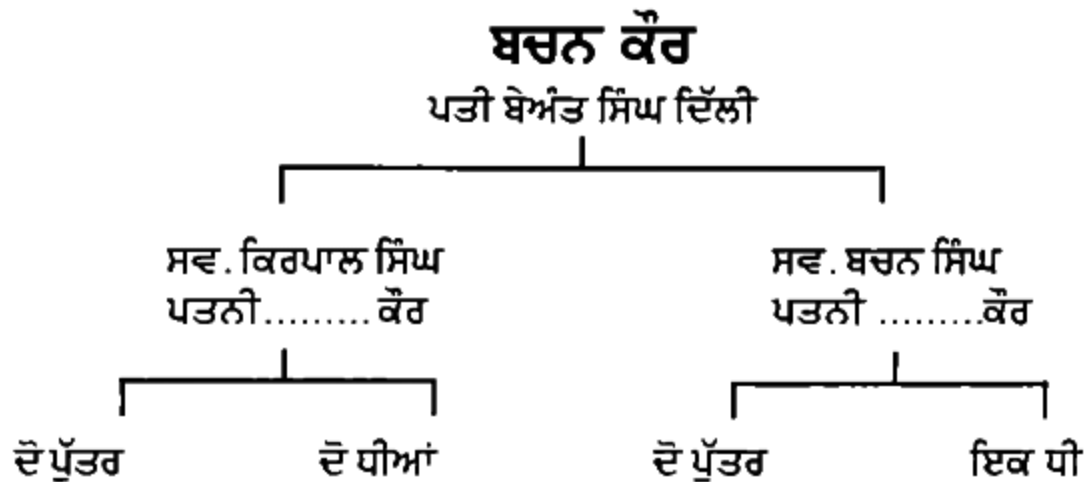 ਬਚਨ ਕੌਰ
ਪਤੀ ਬੇਅੰਤ ਸਿੰਘ ਦਿੱਲੀ
ਸਵ. ਕਿਰਪਾਲ ਸਿੰਘ
ਪਤਨੀ......... ਕੌਰ
ਸਵ. ਬਚਨ ਸਿੰਘ
ਪਤਨੀ .........ਕੌਰ
ਦੋ ਪੁੱਤਰ
ਦੋ ਧੀਆਂ
ਦੋ ਪੁੱਤਰ
ਇਕ ਧੀ